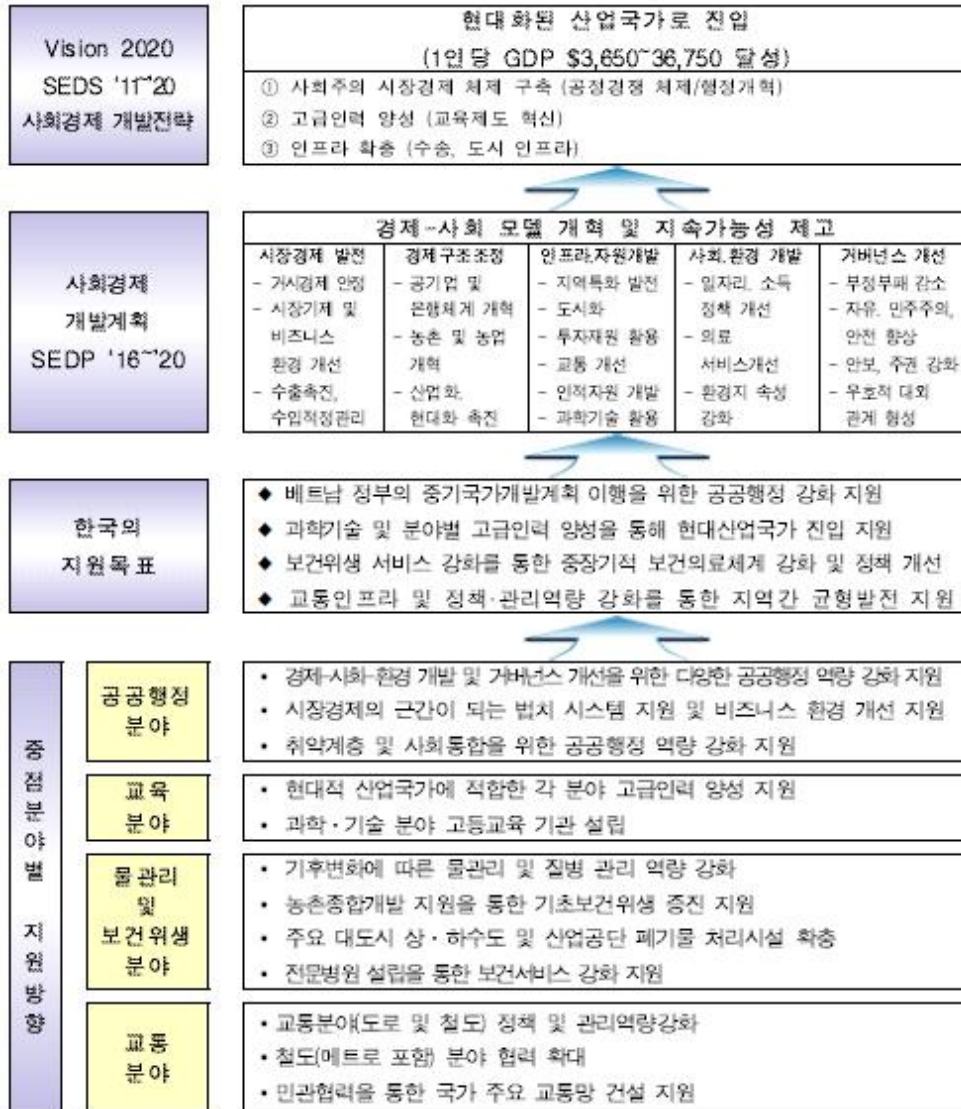 Vision 2020
SEDS '11~'20
사회경제 개발전략
현대화된 산업국가로 진입
(1인당 GDP $3,650~36,750 달성)
① 사회주의 시장경제 체제 구축 (공정경쟁 체제/행정개혁)
② 고급인력 양성 (교육제도 혁신)
③ 인프라 확충 (수송, 도시 인프라)
사회경제
개발계획
SEDP '16~'20
경제-사회 모델 개혁 및 지속가능성 제고
시장경제 발전
- 거시경제 안정
- 시장기제 및
비즈니스
환경 개선
- 수출촉진,
수입적정관리
경제구조조정
- 공기업 및
은행체계 개혁
- 농촌 및 농업
개혁
- 산업화,
현대화 촉진
인프라,자원개발
- 지역특화 발전
- 도시화
- 투자재원 활용
- 교통 개선
- 인적자원 개발
- 과학기술 활용
사회,환경 개발
- 일자리, 소득
정책 개선
- 의료
서비스개선
- 환경지속성
강화
거버넌스 개선
- 부정부패 감소
- 자유, 민주주의,
안전 향상
- 안보, 주권 강화
- 우호적 대외
관계 형성
한국의
지원목표
◆ 베트남 정부의 중기국가개발계획 이행을 위한 공공행정 강화 지원
◆ 과학기술 및 분야별 고급인력 양성을 통해 현대산업국가 진입 지원
◆ 보건위생 서비스 강화를 통한 중장기적 보건의료체계 강화 및 정책 개선
◆ 교통인프라 및 정책·관리역량 강화를 통한 지역간 균형발전 지원
중점분야별 지원방향
공공행정
분야
• 경제-사회-환경 개발 및 거버넌스 개선을 위한 다양한 공공행정 역량 강화 지원
• 시장경제의 근간이 되는 법치 시스템 지원 및 비즈니스 환경 개선 지원
• 취약계층 및 사회통합을 위한 공공행정 역량 강화 지원
교육
분야
• 현대적 산업국가에 적합한 각 분야 고급인력 양성 지원
• 과학·기술 분야 고등교육 기관 설립
물관리
및
보건위생
분야
• 기후변화에 따른 물관리 및 질병 관리 역량 강화
• 농촌종합개발 지원을 통한 기초보건위생 증진 지원
• 주요 대도시 상·하수도 및 산업공단 폐기물 처리시설 확충
• 전문병원 설립을 통한 보건서비스 강화 지원
교통
분야
• 교통분야(도로 및 철도) 정책 및 관리역량강화
• 철도(메트로 포함) 분야 협력 확대
• 민관협력을 통한 국가 주요 교통망 건설 지원